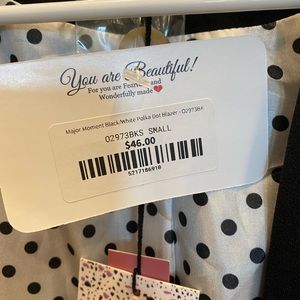 You are Beautiful!
For you are Fearfully and
Wonderfully made
Major Moment Black/White Polka Dot Blazer - 02973BK
02973BKS SMALL
$46.00
5217186910